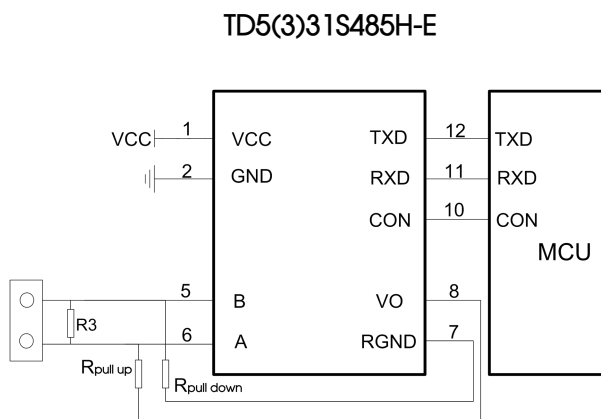 TD5(3)31S485H-E
VCC 1 VCC TXD 12 TXD
2 GND RXD 11 RXD
CON 10 CON
MCU
5 B VO 8
R3 6 A RGND 7
Rpull up
Rpull down